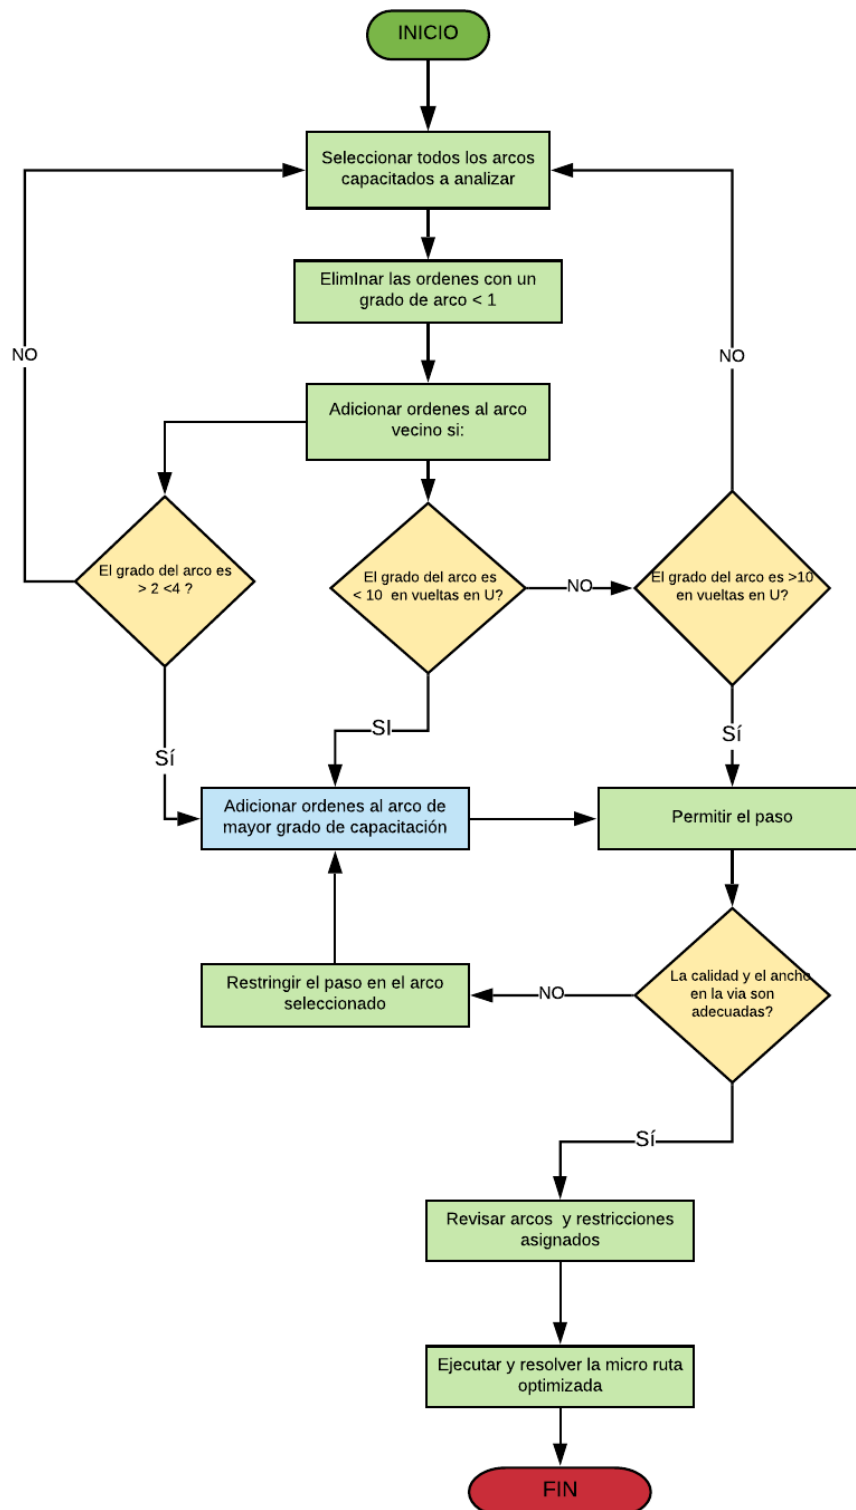 INICIO
Seleccionar todos los arcos
capacitados a analizar
ElimInar las ordenes con un
grado de arco < 1
NO
NO
Adicionar ordenes al arco
vecino si:
El grado del arco es
> 2 <4 ?
El grado del arco es
< 10 en vueltas en U?
NO
El grado del arco es >10
en vueltas en U?
SI
Sí
Sí
Adicionar ordenes al arco de
mayor grado de capacitación
Permitir el paso
Restringir el paso en el arco
seleccionado
NO
La calidad y el ancho
en la via son
adecuadas?
Sí
Revisar arcos y restricciones
asignados
Ejecutar y resolver la micro ruta
optimizada
FIN